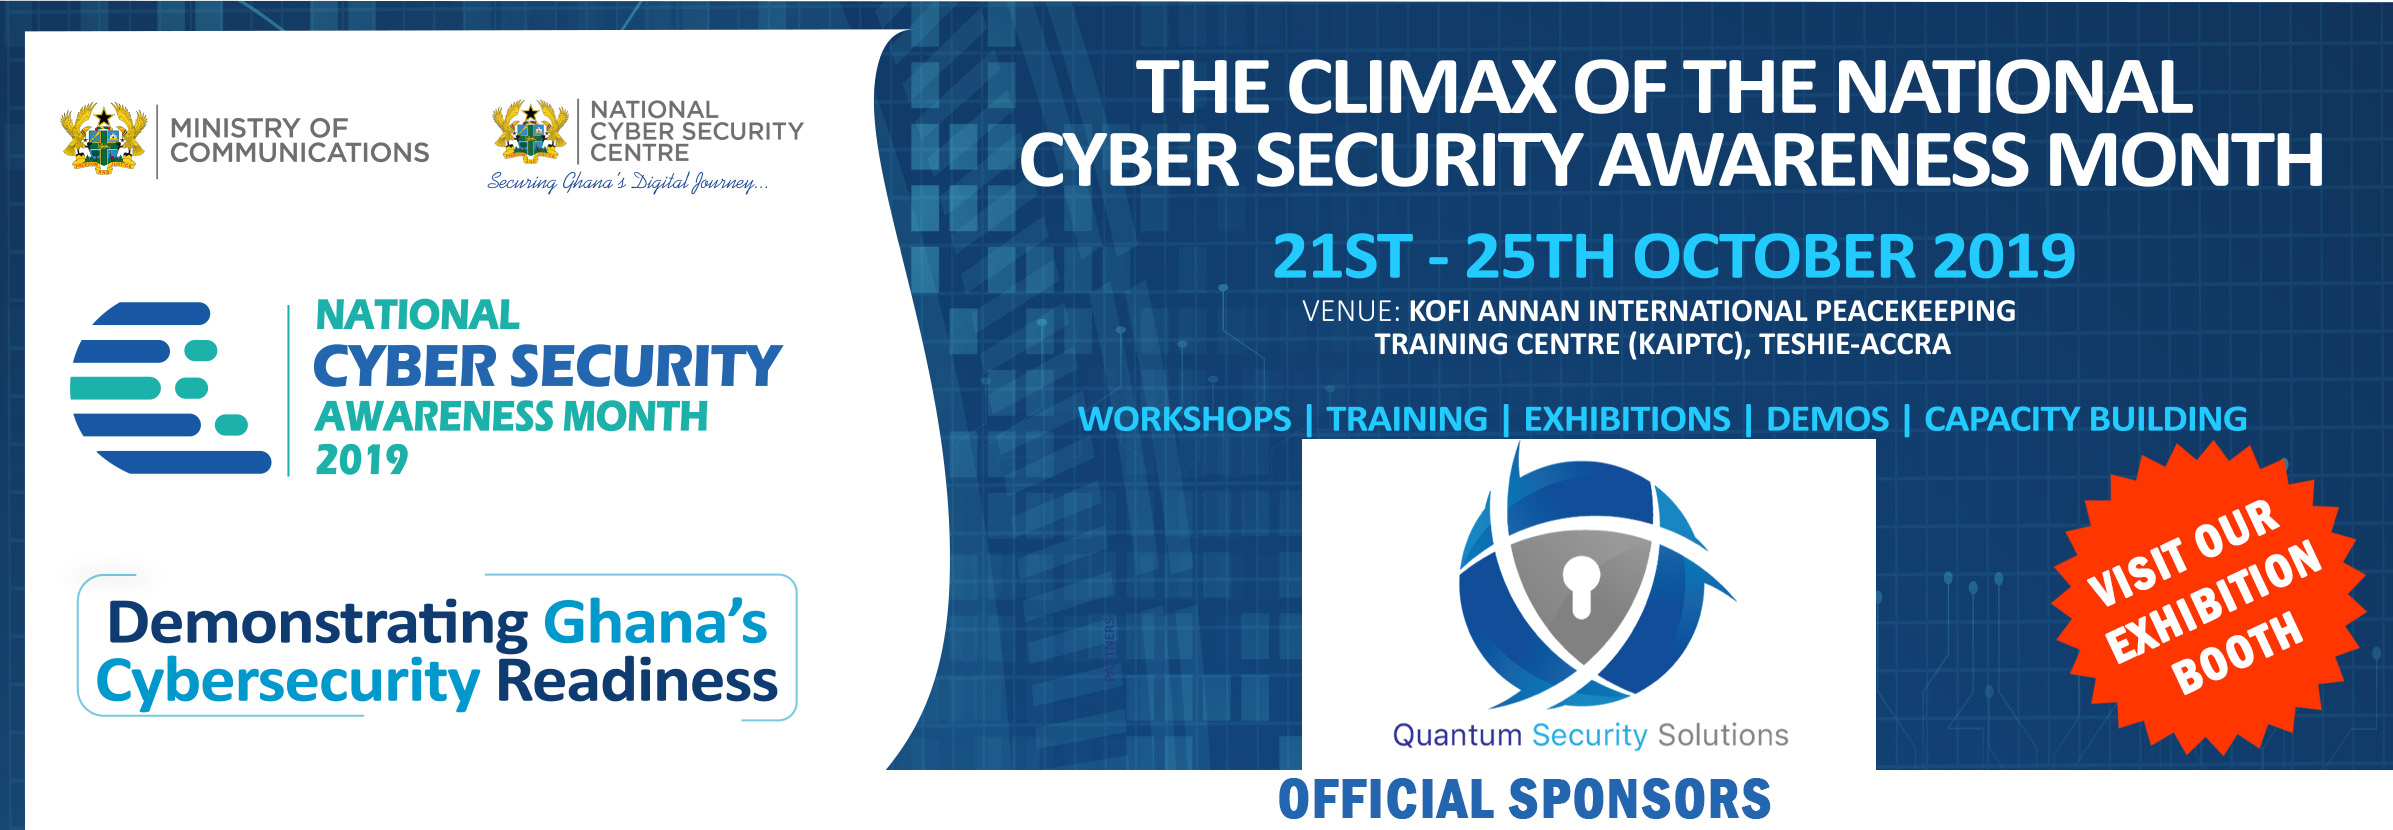 MINISTRY OF
COMMUNICATIONS
NATIONAL
CYBER SECURITY
CENTRE
Securing Ghana's Digital Journey...
NATIONAL
CYBER SECURITY
AWARENESS MONTH
2019
Demonstrating Ghana's
Cybersecurity Readiness
THE CLIMAX OF THE NATIONAL
CYBER SECURITY AWARENESS MONTH
21ST - 25TH OCTOBER 2019
VENUE: KOFI ANNAN INTERNATIONAL PEACEKEEPING
TRAINING CENTRE (KAIPTC), TESHIE-ACCRA
WORKSHOPS | TRAINING | EXHIBITIONS | DEMOS | CAPACITY BUILDING
PARTNERS
Quantum Security Solutions
OFFICIAL SPONSORS
VISIT OUR
EXHIBITION
BOOTH